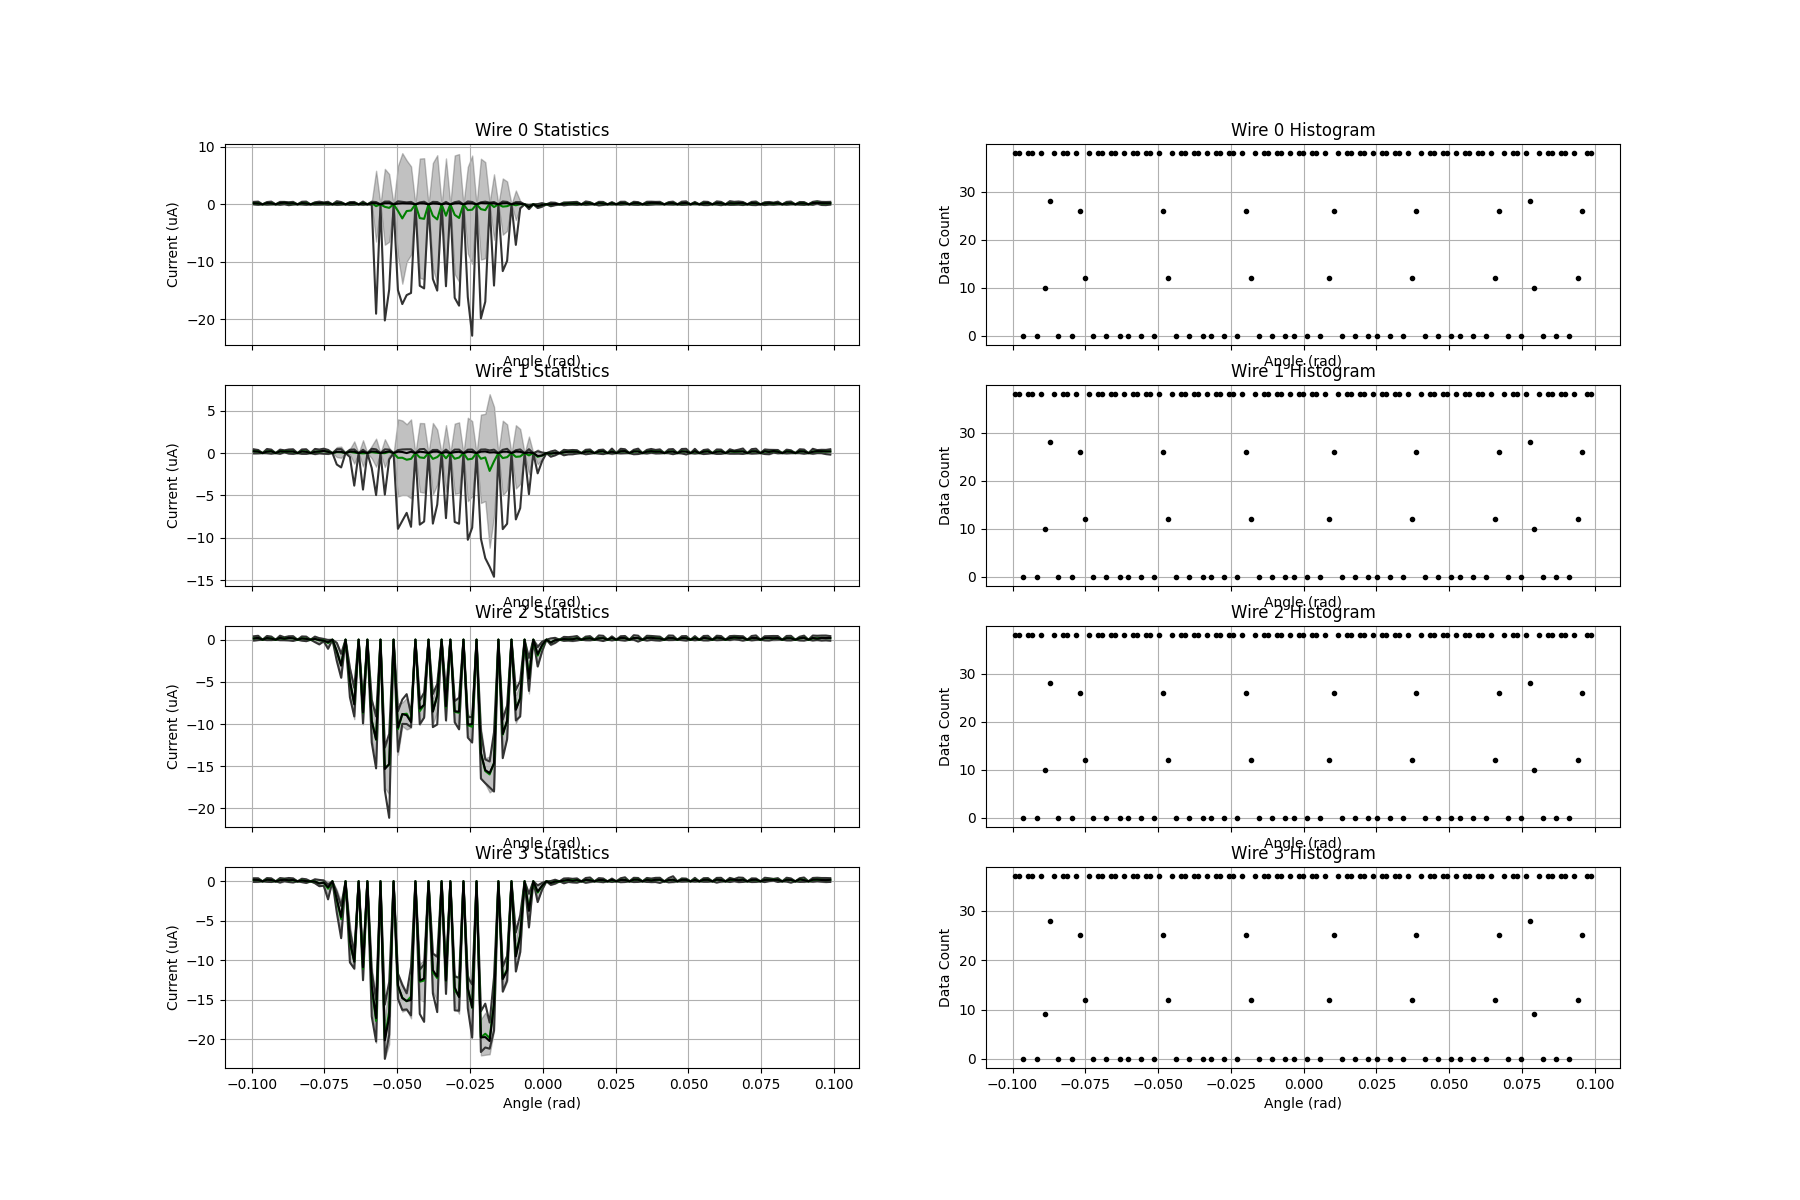 Wire 0 Statistics
10
0
−10
−20
Current (uA)
Angle (rad)
Wire 0 Histogram
30
20
10
0
Data Count
Angle (rad)
Wire 1 Statistics
5
0
−5
−10
−15
Current (uA)
Angle (rad)
Wire 1 Histogram
30
20
10
0
Data Count
Angle (rad)
Wire 2 Statistics
0
−5
−10
−15
−20
Current (uA)
Angle (rad)
Wire 2 Histogram
30
20
10
0
Data Count
Angle (rad)
Wire 3 Statistics
0
−5
−10
−15
−20
Current (uA)
−0.100 −0.075 −0.050 −0.025 0.000 0.025 0.050 0.075 0.100
Angle (rad)
Wire 3 Histogram
30
20
10
0
Data Count
−0.100 −0.075 −0.050 −0.025 0.000 0.025 0.050 0.075 0.100
Angle (rad)